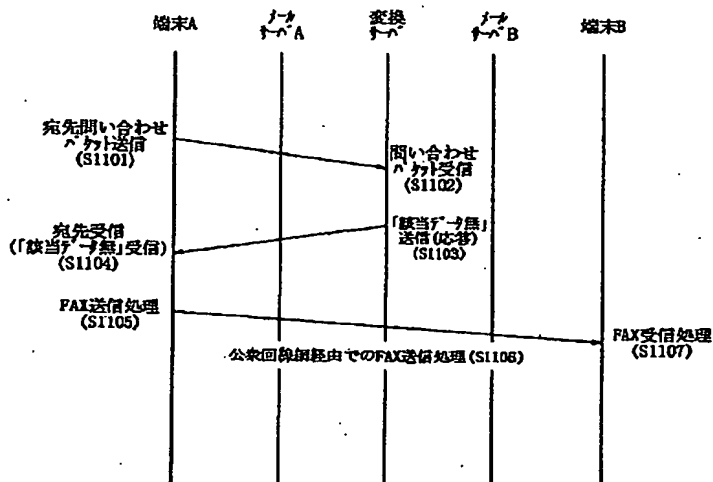 端末A
メール
サーバA
変換
サーバ
メール
サーバB
端末B
宛先問い合わせ
パケット送信
(S1101)
問い合わせ
パケット受信
(S1102)
「該当データ無」
送信(応答)
(S1103)
宛先受信
(「該当データ無」受信)
(S1104)
FAX送信処理
(S1105)
公衆回線網経由でのFAX送信処理(S1106)
FAX受信処理
(S1107)